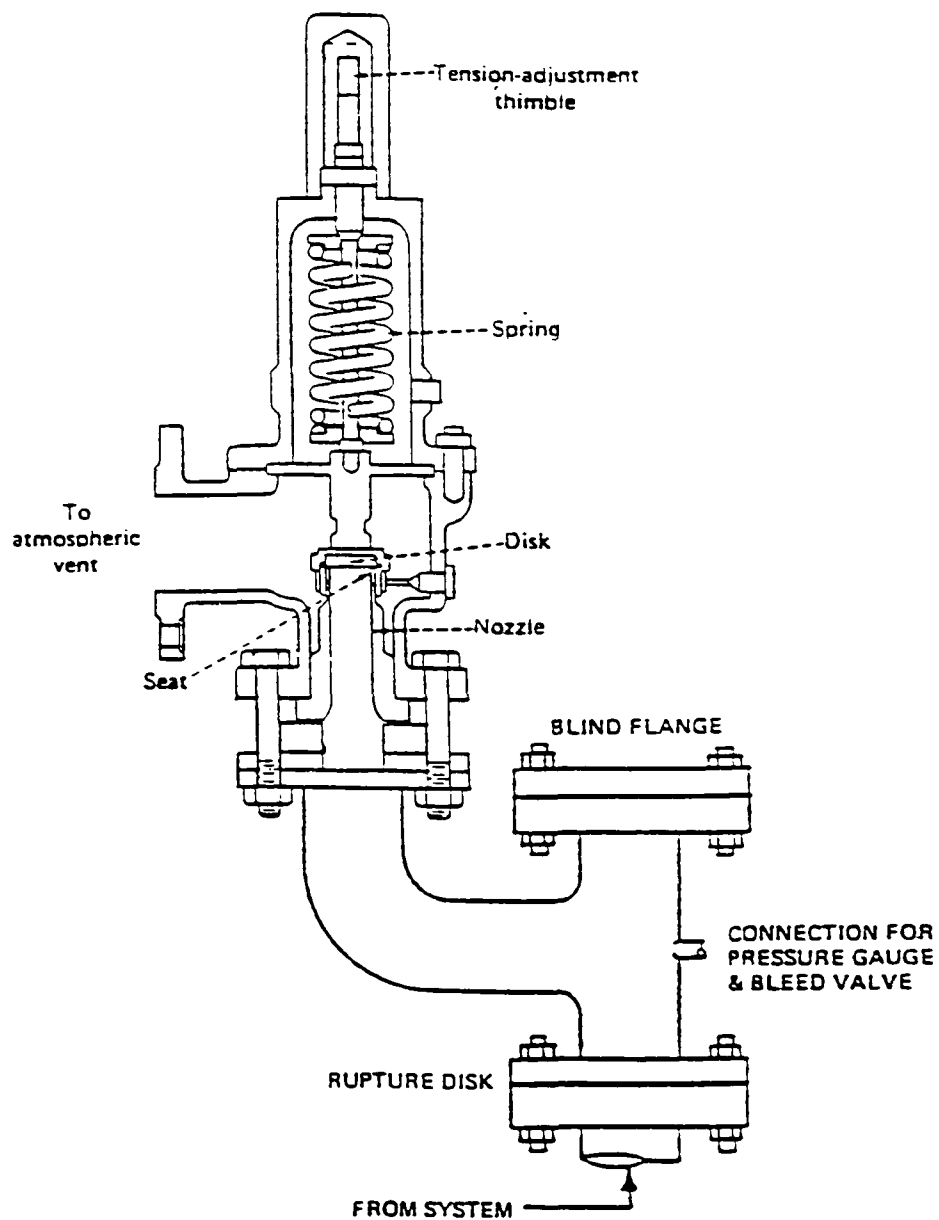 Tension-adjustment
thimble
Spring
To
atmospheric
vent
Disk
Nozzle
Seat
BLIND FLANGE
CONNECTION FOR
PRESSURE GAUGE
& BLEED VALVE
RUPTURE DISK
FROM SYSTEM